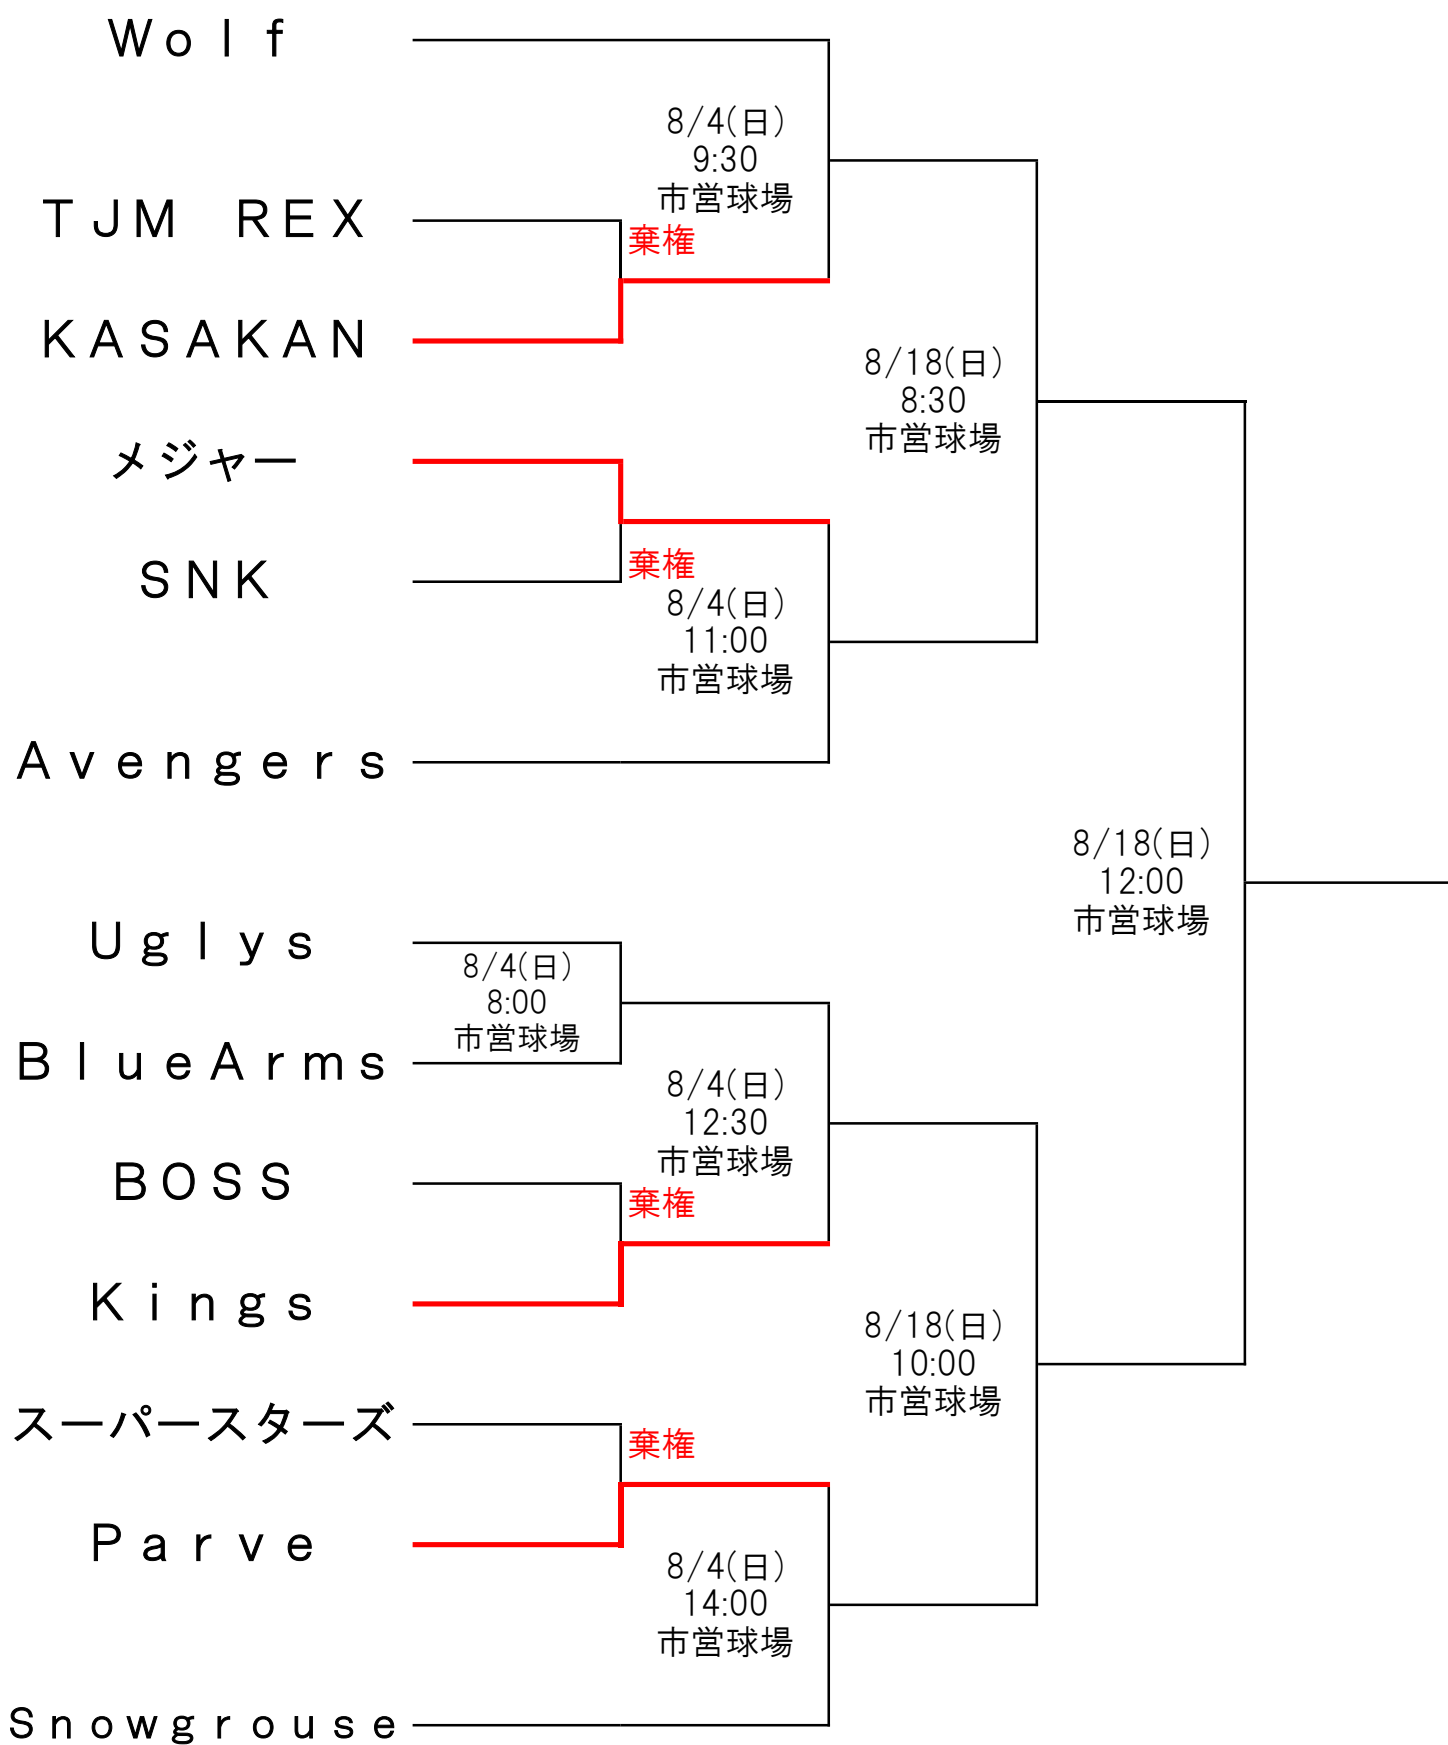 Ｗｏｌｆ
8/4(日)
9:30
市営球場
ＴＪＭ　ＲＥＸ
棄権
ＫＡＳＡＫＡＮ
8/18(日)
8:30
市営球場
メジャー
棄権
ＳＮＫ
8/4(日)
11:00
市営球場
Ａｖｅｎｇｅｒｓ
8/18(日)
12:00
市営球場
Ｕｇｌｙｓ
8/4(日)
8:00
市営球場
ＢｌｕｅＡｒｍｓ
8/4(日)
12:30
市営球場
ＢＯＳＳ
棄権
Ｋｉｎｇｓ
8/18(日)
10:00
市営球場
スーパースターズ
棄権
Ｐａｒｖｅ
8/4(日)
14:00
市営球場
Ｓｎｏｗｇｒｏｕｓｅ